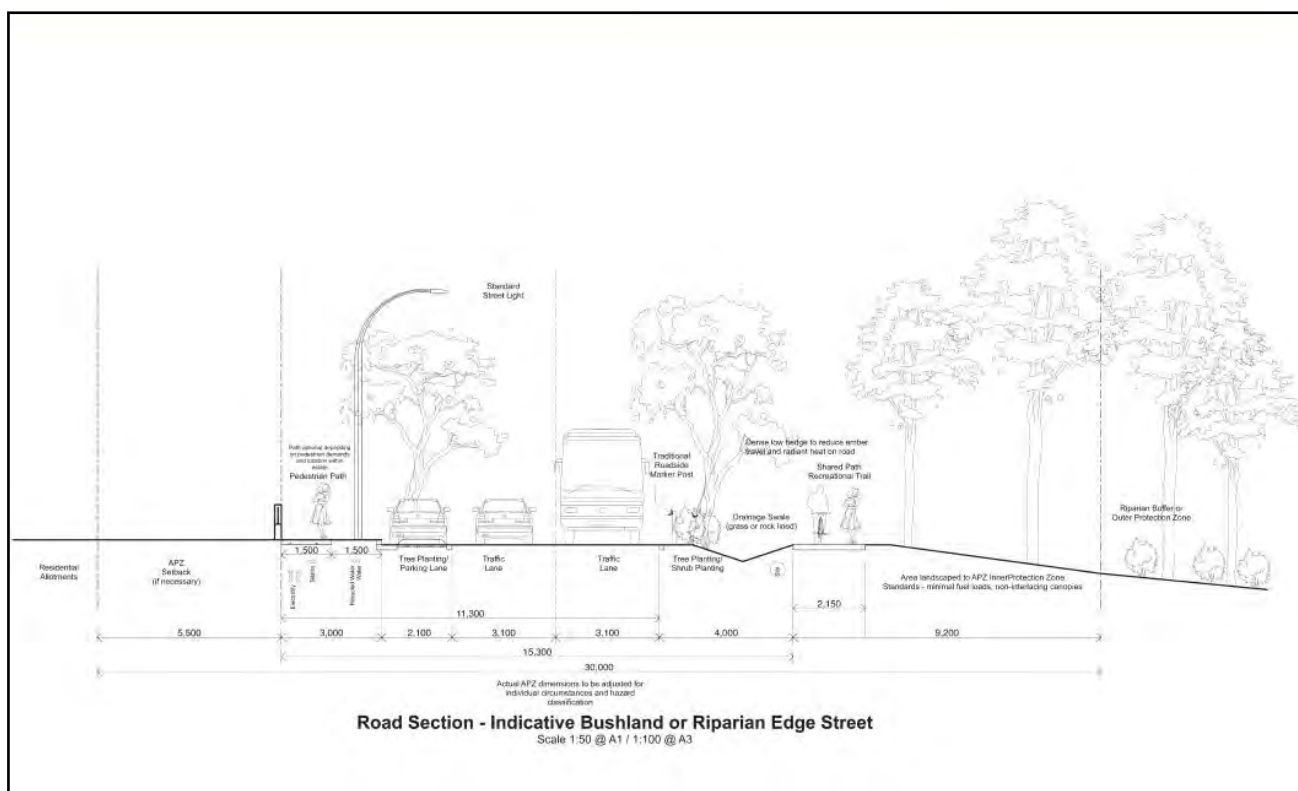 Standard
Street Light
Path optional depending
on pedestrian demands
and location within
estate
Pedestrian Path
Traditional
Roadside
Marker Post
Dense low hedge to reduce ember
travel and radiant heat on road
Shared Path
Recreational Trail
Drainage Swale
(grass or rock lined)
Riparian Buffer or
Outer Protection Zone
Residential
Allotments
APZ
Setback
(if necessary)
1,500
1,500
Electricity
Recycled Water
Water
Tree Planting/
Parking Lane
Traffic
Lane
Traffic
Lane
Tree Planting/
Shrub Planting
SW
Area landscaped to APZ InnerProtection Zone
Standards - minimal fuel loads, non-interlacing canopies
2,150
11,300
5,500
3,000
2,100
3,100
3,100
4,000
9,200
15,300
30,000
Actual APZ dimensions to be adjusted for
individual circumstances and hazard
classification
Road Section - Indicative Bushland or Riparian Edge Street
Scale 1:50 @ A1 / 1:100 @ A3